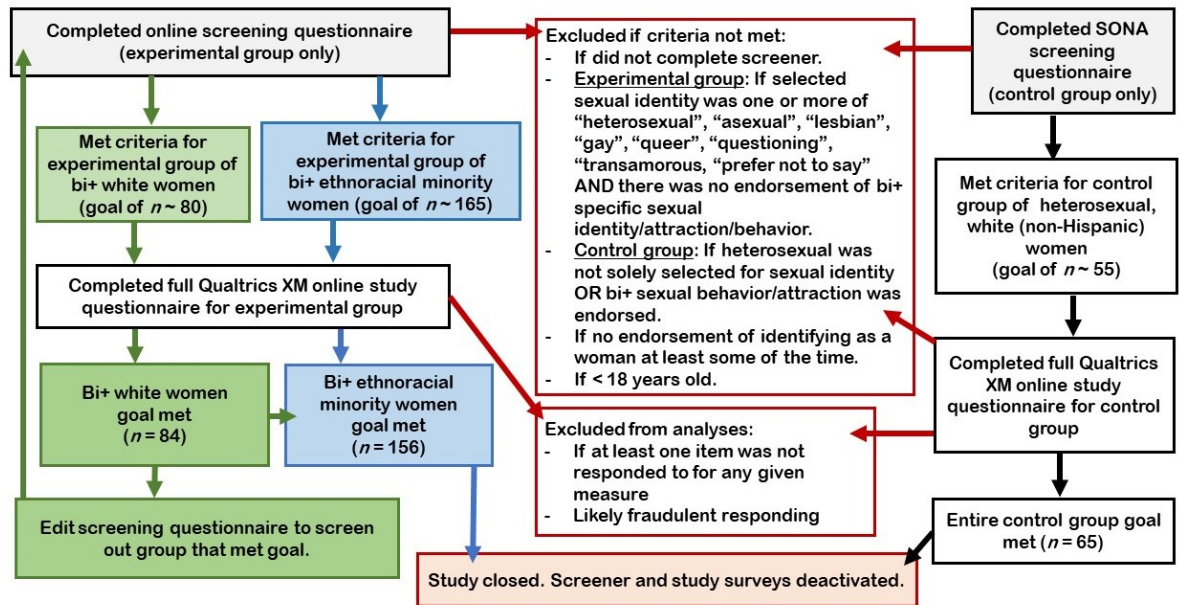 Completed online screening questionnaire
(experimental group only)
Met criteria for
experimental group of
bi+ white women
(goal of n ~ 80)
Met criteria for
experimental group of
bi+ ethnoracial minority
women (goal of n ~ 165)
Completed full Qualtrics XM online study
questionnaire for experimental group
Bi+ white women
goal met
(n = 84)
Bi+ ethnoracial
minority women
goal met
(n = 156)
Edit screening questionnaire to screen
out group that met goal.
Excluded if criteria not met:
- If did not complete screener.
- Experimental group: If selected
sexual identity was one or more of
“heterosexual”, “asexual”, “lesbian”,
“gay”, “queer”, “questioning”,
“transamorous, “prefer not to say”
AND there was no endorsement of bi+
specific sexual
identity/attraction/behavior.
- Control group: If heterosexual was
not solely selected for sexual identity
OR bi+ sexual behavior/attraction was
endorsed.
- If no endorsement of identifying as a
woman at least some of the time.
- If < 18 years old.
Excluded from analyses:
- If at least one item was not
responded to for any given
measure
- Likely fraudulent responding
Completed SONA
screening
questionnaire
(control group only)
Met criteria for control
group of heterosexual,
white (non-Hispanic)
women
(goal of n ~ 55)
Completed full Qualtrics
XM online study
questionnaire for control
group
Entire control group goal
met (n = 65)
Study closed. Screener and study surveys deactivated.